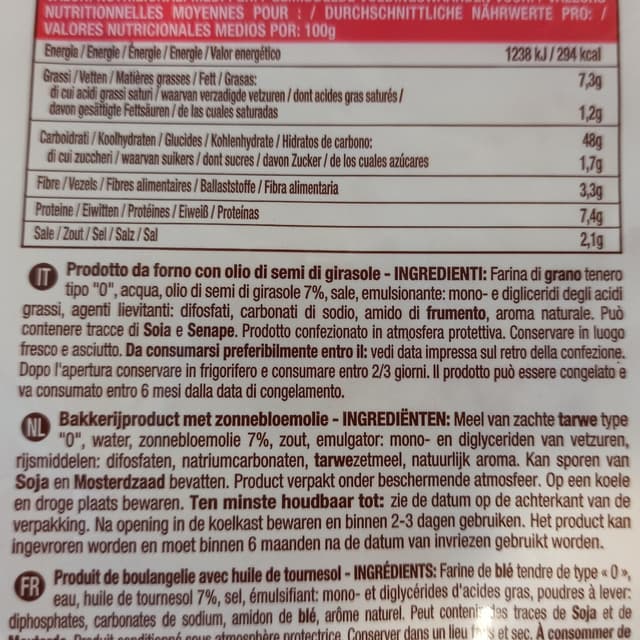 NUTRITIONNELLES MOYENNES POUR : / DURCHSCHNITTLICHE NÄHRWERTE PRO: /
VALORES NUTRICIONALES MEDIOS POR: 100g
Energia / Energie / Énergie / Energie / Valor energético 1238 kJ / 294 kcal
Grassi / Vetten / Matières grasses / Fett / Grasas: 7,3g
di cui acidi grassi saturi / waarvan verzadigde vetzuren / dont acides gras saturés /
davon gesättigte Fettsäuren / de las cuales saturadas 1,2g
Carboidrati / Koolhydraten / Glucides / Kohlenhydrate / Hidratos de carbono: 48g
di cui zuccheri / waarvan suikers / dont sucres / davon Zucker / de los cuales azúcares 1,7g
Fibre / Vezels / Fibres alimentaires / Ballaststoffe / Fibra alimentaria 3,3g
Proteine / Eiwitten / Protéines / Eiweiß / Proteínas 7,4g
Sale / Zout / Sel / Salz / Sal 2,1g
IT Prodotto da forno con olio di semi di girasole - INGREDIENTI: Farina di grano tenero
tipo "0", acqua, olio di semi di girasole 7%, sale, emulsionante: mono- e digliceridi degli acidi
grassi, agenti lievitanti: difosfati, carbonati di sodio, amido di frumento, aroma naturale. Può
contenere tracce di Soia e Senape. Prodotto confezionato in atmosfera protettiva. Conservare in luogo
fresco e asciutto. Da consumarsi preferibilmente entro il: vedi data impressa sul retro della confezione.
Dopo l'apertura conservare in frigorifero e consumare entro 2/3 giorni. Il prodotto può essere congelato e
va consumato entro 6 mesi dalla data di congelamento.
NL Bakkerijproduct met zonnebloemolie - INGREDIËNTEN: Meel van zachte tarwe type
"0", water, zonnebloemolie 7%, zout, emulgator: mono- en diglyceriden van vetzuren,
rijsmiddelen: difosfaten, natriumcarbonaten, tarwezetmeel, natuurlijk aroma. Kan sporen van
Soja en Mosterdzaad bevatten. Product verpakt onder beschermende atmosfeer. Op een koele
en droge plaats bewaren. Ten minste houdbaar tot: zie de datum op de achterkant van de
verpakking. Na opening in de koelkast bewaren en binnen 2-3 dagen gebruiken. Het product kan
ingevroren worden en moet binnen 6 maanden na de datum van invriezen gebruikt worden.
FR Produit de boulangelie avec huile de tournesol - INGRÉDIENTS: Farine de blé tendre de type « 0 »,
eau, huile de tournesol 7%, sel, émulsifiant: mono- et diglycérides d'acides gras, poudres à lever:
diphosphates, carbonates de sodium, amidon de blé, arôme naturel. Peut contenir des traces de Soja et de
Moutarde. Produit conditionné sous atmosphère protectrice. Conserver dans un lieu frais et sec. À consommer de